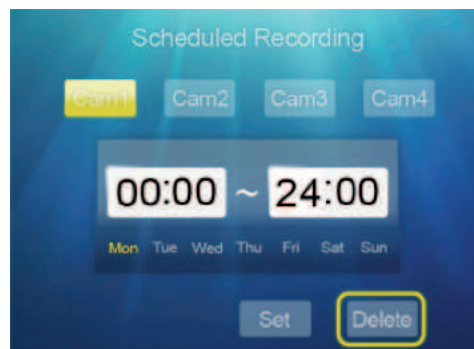 Scheduled Recording
Cam1 Cam2 Cam3 Cam4
00:00 ~ 24:00
Mon Tue Wed Thu Fri Sat Sun
Set Delete